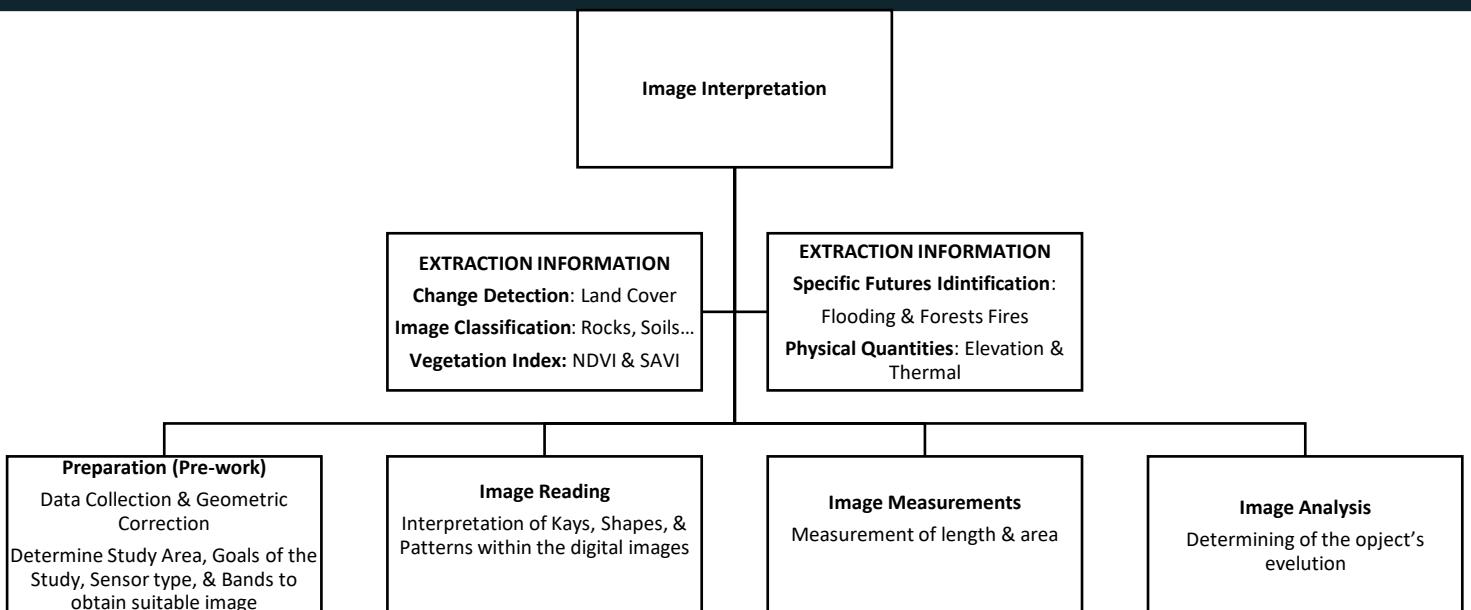 Image Interpretation
EXTRACTION INFORMATION
Change Detection: Land Cover
Image Classification: Rocks, Soils…
Vegetation Index: NDVI & SAVI
EXTRACTION INFORMATION
Specific Futures Idintification:
Flooding & Forests Fires
Physical Quantities: Elevation &
Thermal
Preparation (Pre-work)
Data Collection & Geometric
Correction
Determine Study Area, Goals of the
Study, Sensor type, & Bands to
obtain suitable image
Image Reading
Interpretation of Kays, Shapes, &
Patterns within the digital images
Image Measurements
Measurement of length & area
Image Analysis
Determining of the opject's
evelution